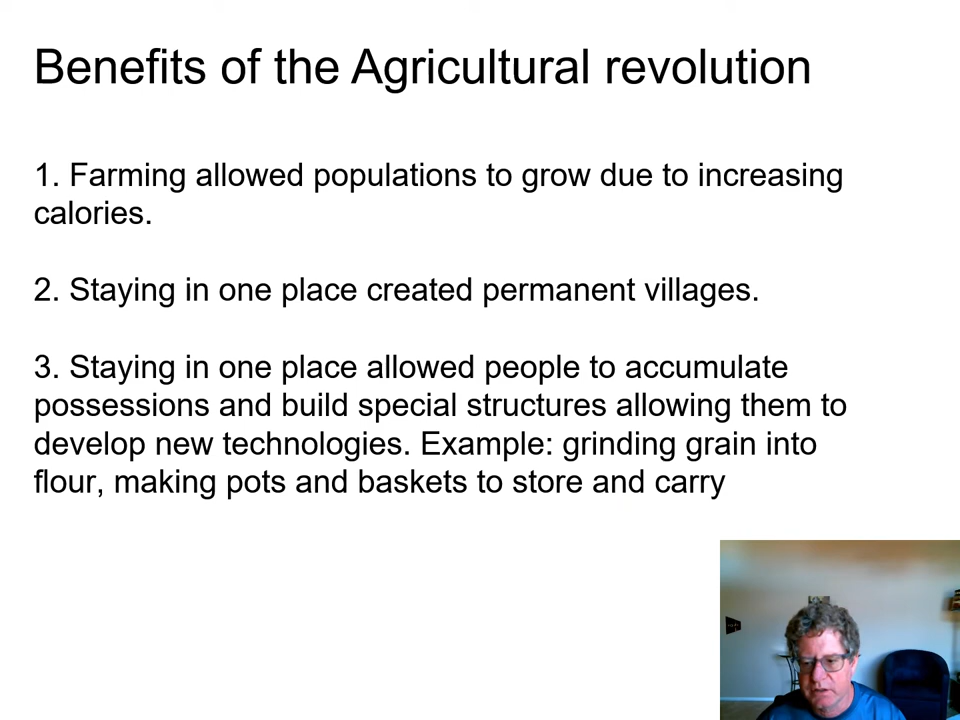 Benefits of the Agricultural revolution
1. Farming allowed populations to grow due to increasing
calories.
2. Staying in one place created permanent villages.
3. Staying in one place allowed people to accumulate
possessions and build special structures allowing them to
develop new technologies. Example: grinding grain into
flour, making pots and baskets to store and carry